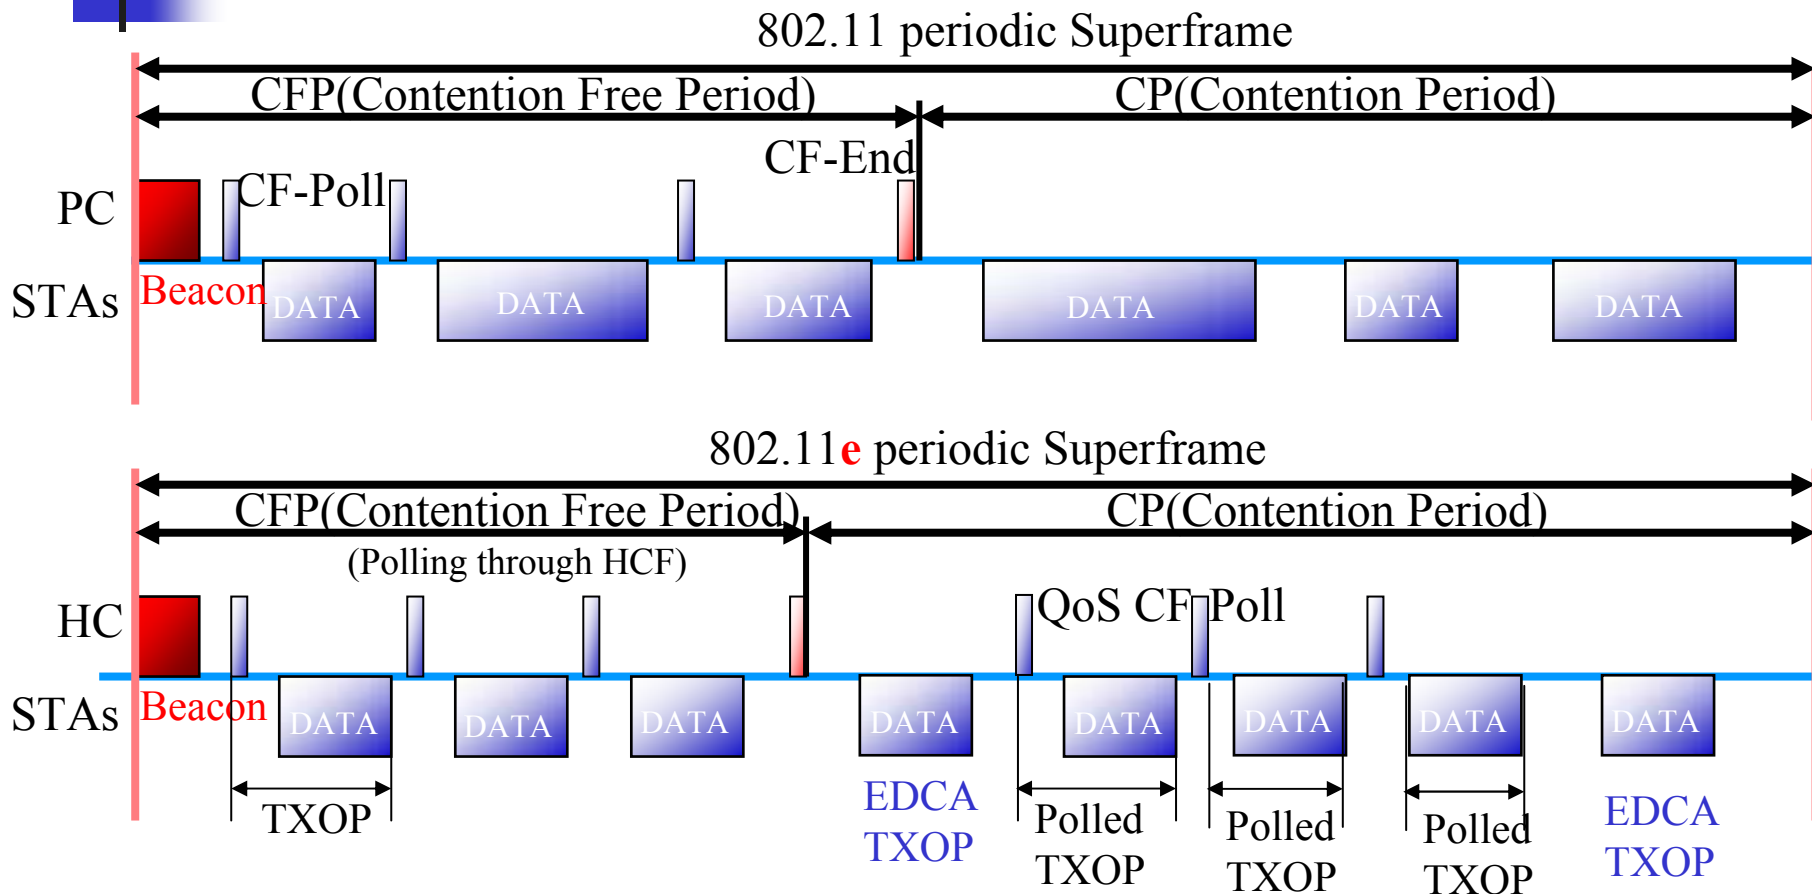 802.11 periodic Superframe
CFP(Contention Free Period)
CP(Contention Period)
CF-End
PC
CF-Poll
STAs
Beacon
DATA
DATA
DATA
DATA
DATA
DATA
802.11e periodic Superframe
CFP(Contention Free Period)
CP(Contention Period)
(Polling through HCF)
HC
QoS CF-Poll
STAs
Beacon
DATA
DATA
DATA
DATA
DATA
DATA
DATA
DATA
TXOP
EDCA
TXOP
Polled
TXOP
Polled
TXOP
Polled
TXOP
EDCA
TXOP